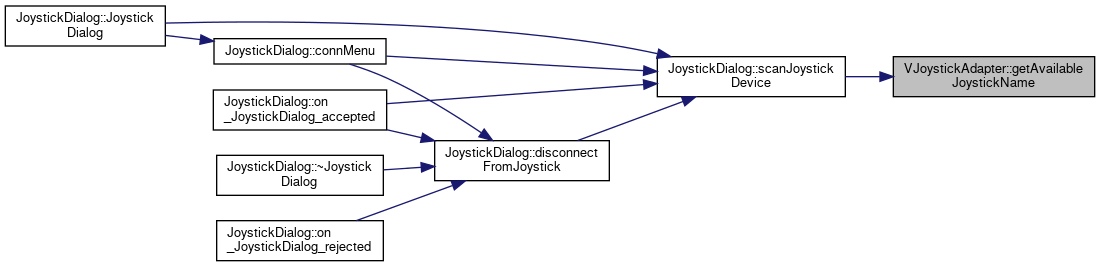 JoystickDialog::Joystick
Dialog
JoystickDialog::connMenu
JoystickDialog::on
_JoystickDialog_accepted
JoystickDialog::~Joystick
Dialog
JoystickDialog::on
_JoystickDialog_rejected
JoystickDialog::disconnect
FromJoystick
JoystickDialog::scanJoystick
Device
VJoystickAdapter::getAvailable
JoystickName